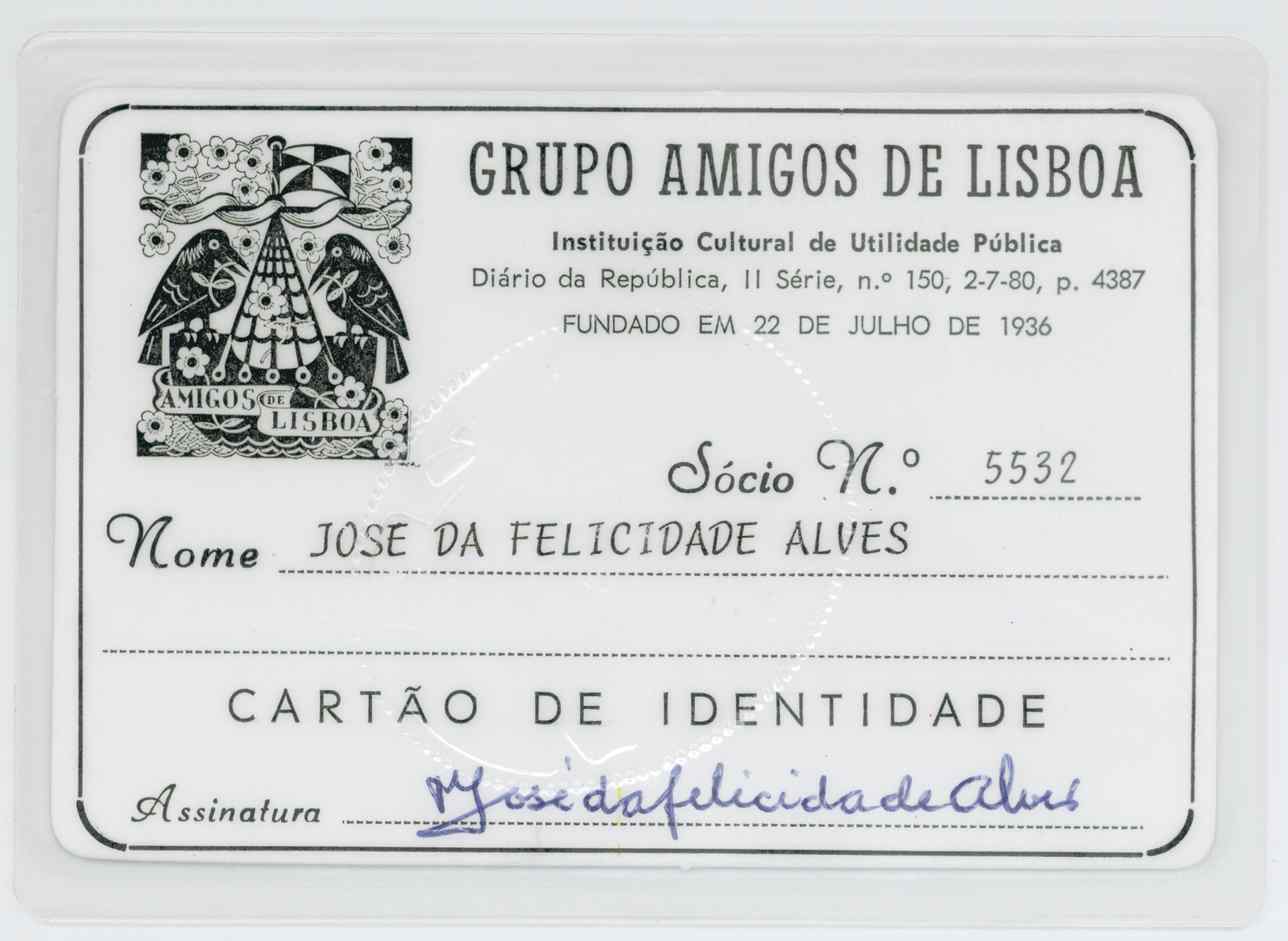 GRUPO AMIGOS DE LISBOA
Instituição Cultural de Utilidade Pública
Diário da República, II Série, n.º 150, 2-7-80, p. 4387
FUNDADO EM 22 DE JULHO DE 1936
AMIGOS DE
LISBOA
Sócio N.º 5532
Nome JOSE DA FELICIDADE ALVES
CARTÃO DE IDENTIDADE
Assinatura José da felicidade Alves